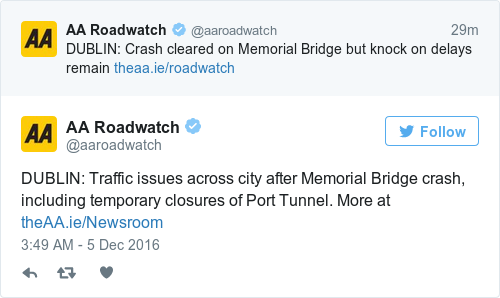 AA AA Roadwatch @aaroadwatch 29m
DUBLIN: Crash cleared on Memorial Bridge but knock on delays
remain theaa.ie/roadwatch
AA AA Roadwatch Follow
@aaroadwatch
DUBLIN: Traffic issues across city after Memorial Bridge crash,
including temporary closures of Port Tunnel. More at
theAA.ie/Newsroom
3:49 AM - 5 Dec 2016